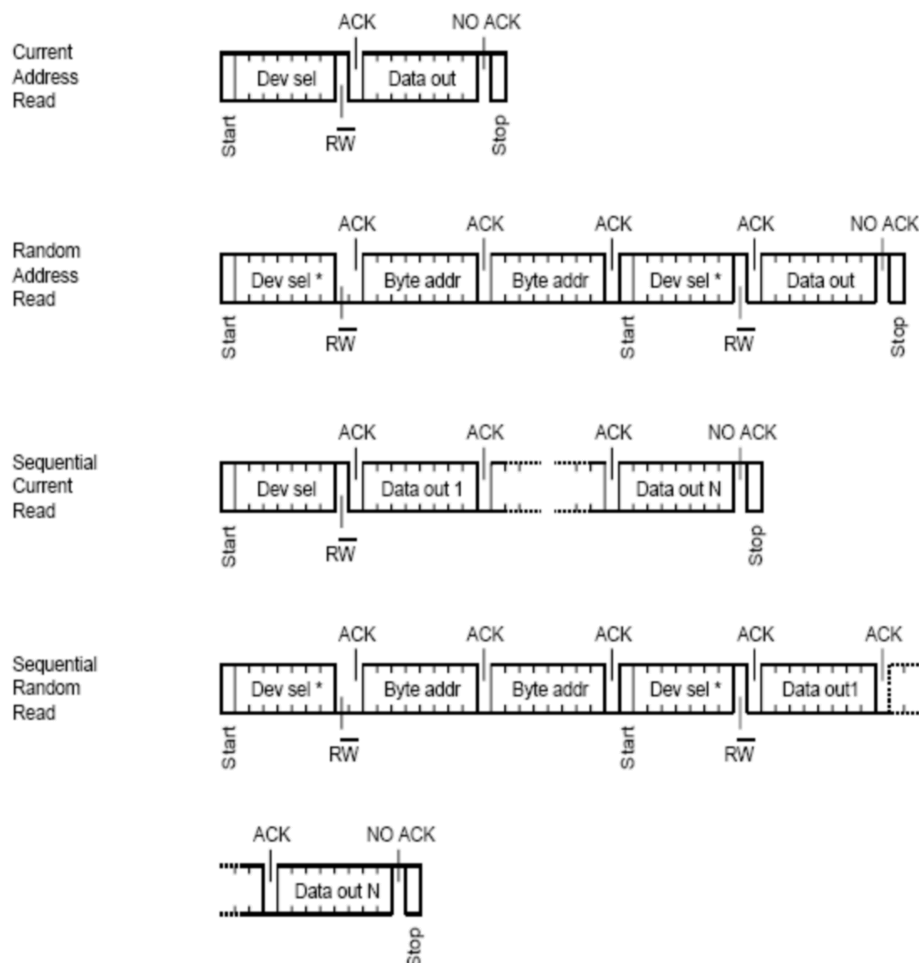 ACK NO ACK
Current
Address
Read
Dev sel Data out
Start RW Stop
ACK ACK ACK ACK NO ACK
Random
Address
Read
Dev sel * Byte addr Byte addr Dev sel * Data out
Start RW Start RW Stop
ACK ACK ACK NO ACK
Sequential
Current
Read
Dev sel Data out 1 Data out N
Start RW Stop
ACK ACK ACK ACK ACK
Sequential
Random
Read
Dev sel * Byte addr Byte addr Dev sel * Data out1
Start RW Start RW
ACK NO ACK
Data out N
Stop